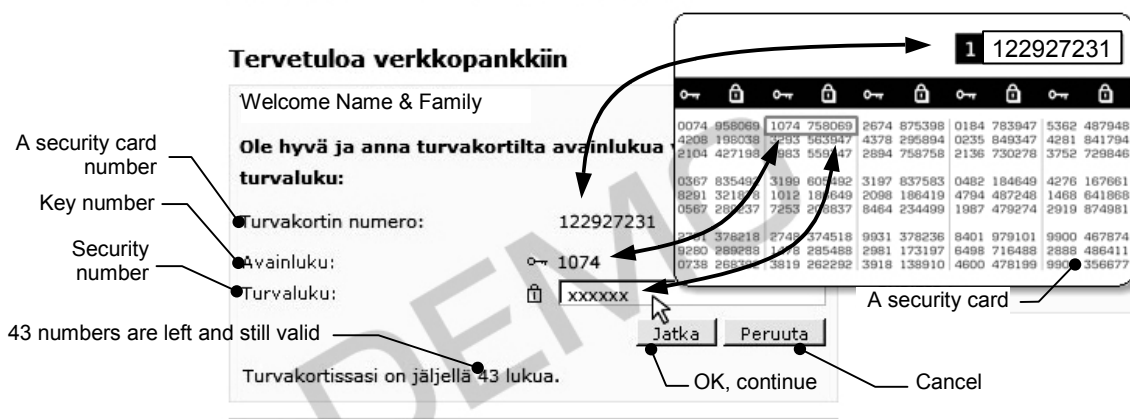 1 122927231
Tervetuloa verkkopankkiin
Welcome Name & Family
0074 958069 1074 758069 2674 875398 0184 783947 5362 487948
4208 198038 3293 563947 4378 295894 0235 849347 4281 841794
2104 427198 559347 2894 758758 2136 730278 3752 729846
A security card
number
Ole hyvä ja anna turvakortilta avainlukua
turvaluku:
0367 835492 3199 3197 837583 0482 184649 4276 167661
8291 1012 2098 186419 4794 487248 1468 641868
0567 289237 7253 8464 234499 1987 479274 2919 874981
Key number
Turvakortin numero: 122927231
378218 2748 374518 9931 378236 8401 979101 9900 467874
9280 289288 285488 2981 173197 6498 716488 2888 486411
0738 3819 262292 3918 138910 4600 478199 356677
Security
number
Avainluku: 1074
Turvaluku: xxxxxx
A security card
43 numbers are left and still valid
Jatka Peruuta
Turvakortissasi on jäljellä 43 lukua.
OK, continue
Cancel
DEMO